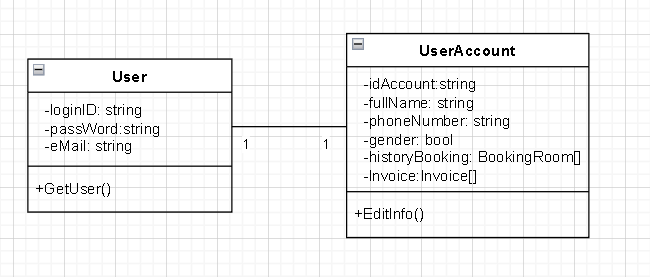 User
-loginID: string
-passWord:string
-eMail: string
+GetUser()
1
1
UserAccount
-idAccount:string
-fullName: string
-phoneNumber: string
-gender: bool
-historyBooking: BookingRoom[]
-Invoice:Invoice[]
+EditInfo()